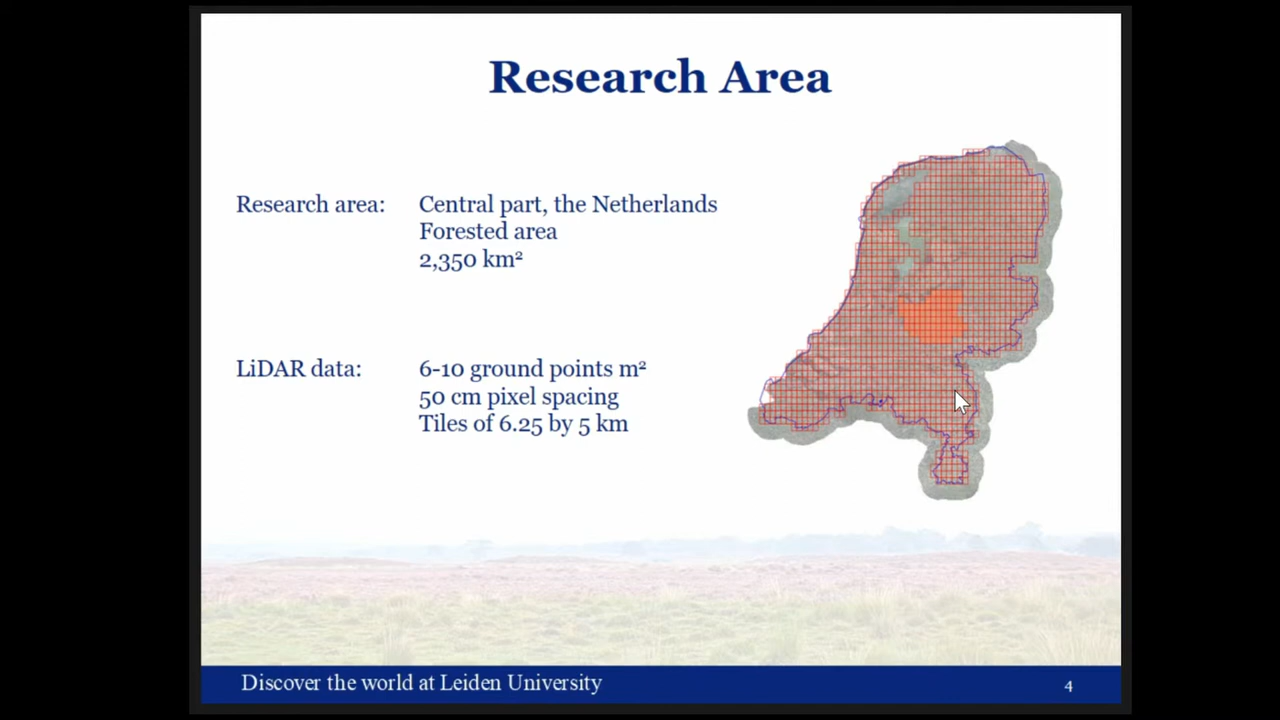 Research Area
Research area: Central part, the Netherlands
Forested area
2,350 km²
LiDAR data: 6-10 ground points m²
50 cm pixel spacing
Tiles of 6.25 by 5 km
Discover the world at Leiden University 4